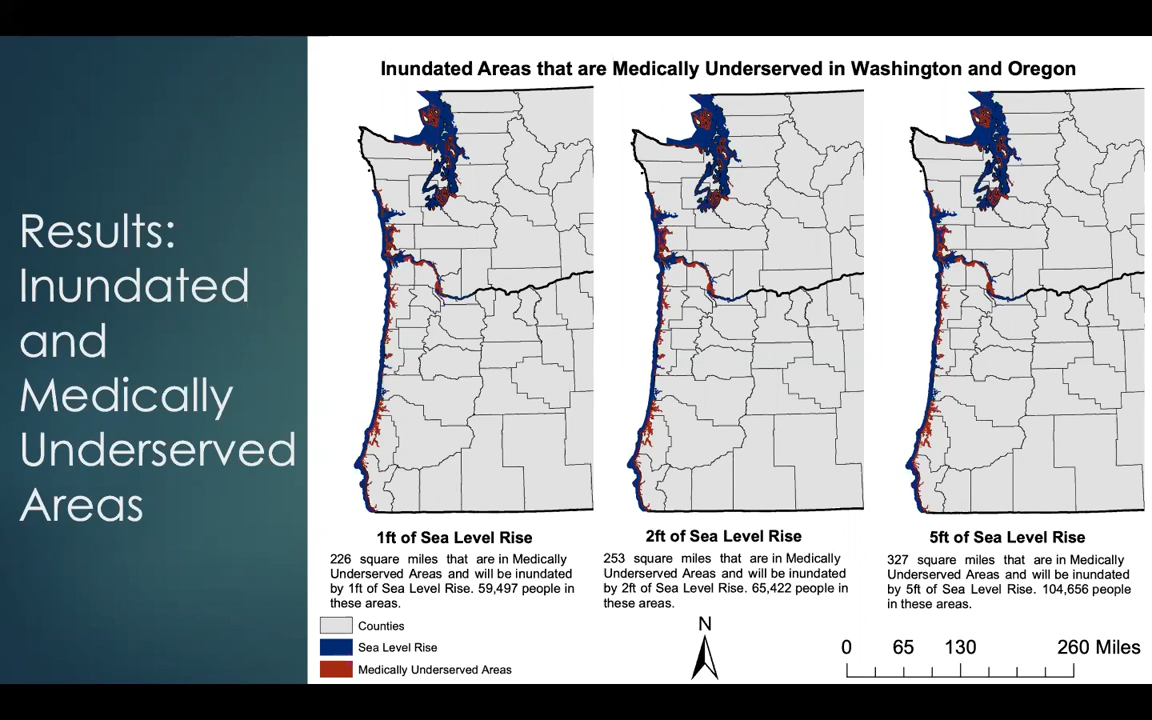 Results:
Inundated
and
Medically
Underserved
Areas
Inundated Areas that are Medically Underserved in Washington and Oregon
1ft of Sea Level Rise
226 square miles that are in Medically
Underserved Areas and will be inundated
by 1ft of Sea Level Rise. 59,497 people in
these areas.
2ft of Sea Level Rise
253 square miles that are in Medically
Underserved Areas and will be inundated
by 2ft of Sea Level Rise. 65,422 people in
these areas.
5ft of Sea Level Rise
327 square miles that are in Medically
Underserved Areas and will be inundated
by 5ft of Sea Level Rise. 104,656 people
in these areas.
Counties
Sea Level Rise
Medically Underserved Areas
N
0 65 130 260 Miles